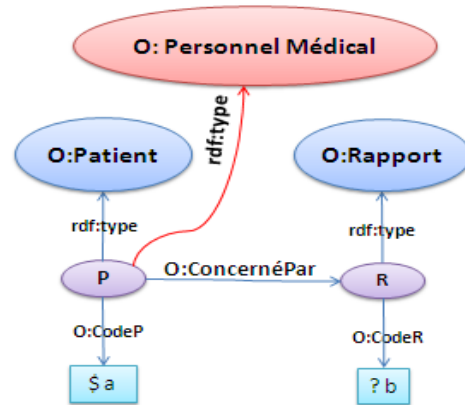 O: Personnel Médical
rdf:type
O:Patient
O:Rapport
rdf:type
rdf:type
P
O:ConcernéPar
R
O:CodeP
O:CodeR
$ a
? b